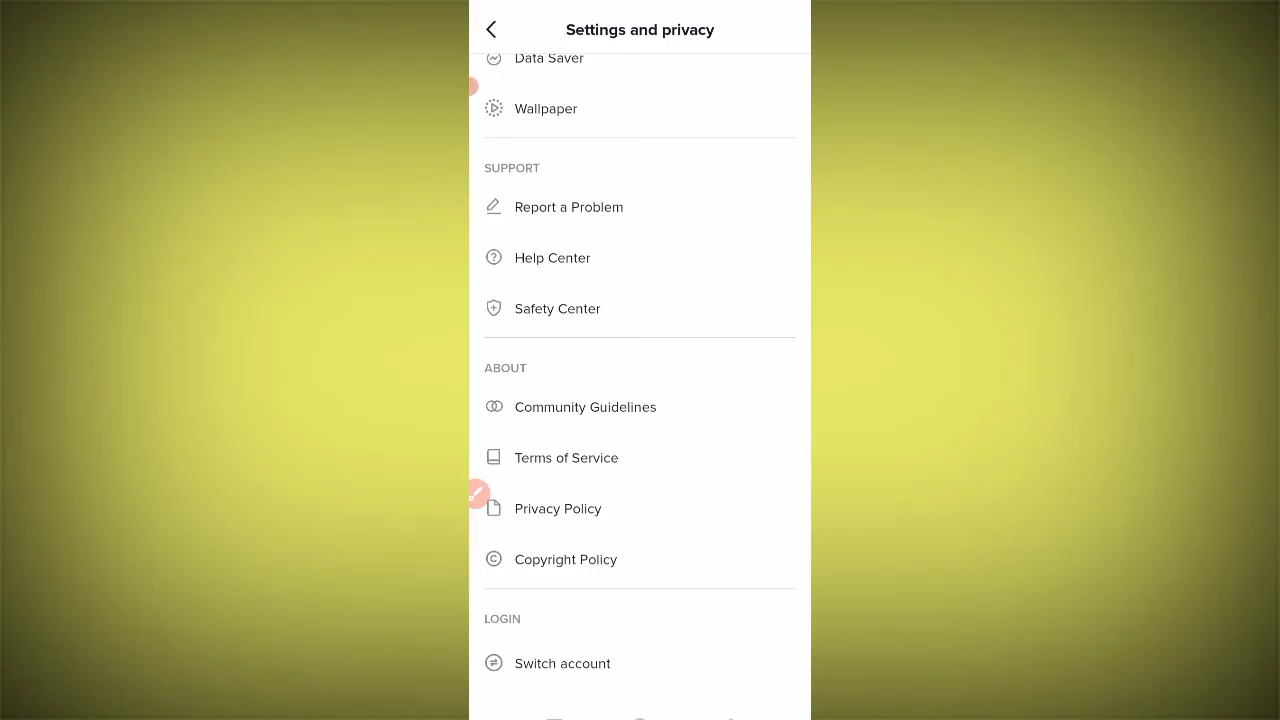 Settings and privacy
Data Saver
Wallpaper
SUPPORT
Report a Problem
Help Center
Safety Center
ABOUT
Community Guidelines
Terms of Service
Privacy Policy
Copyright Policy
LOGIN
Switch account